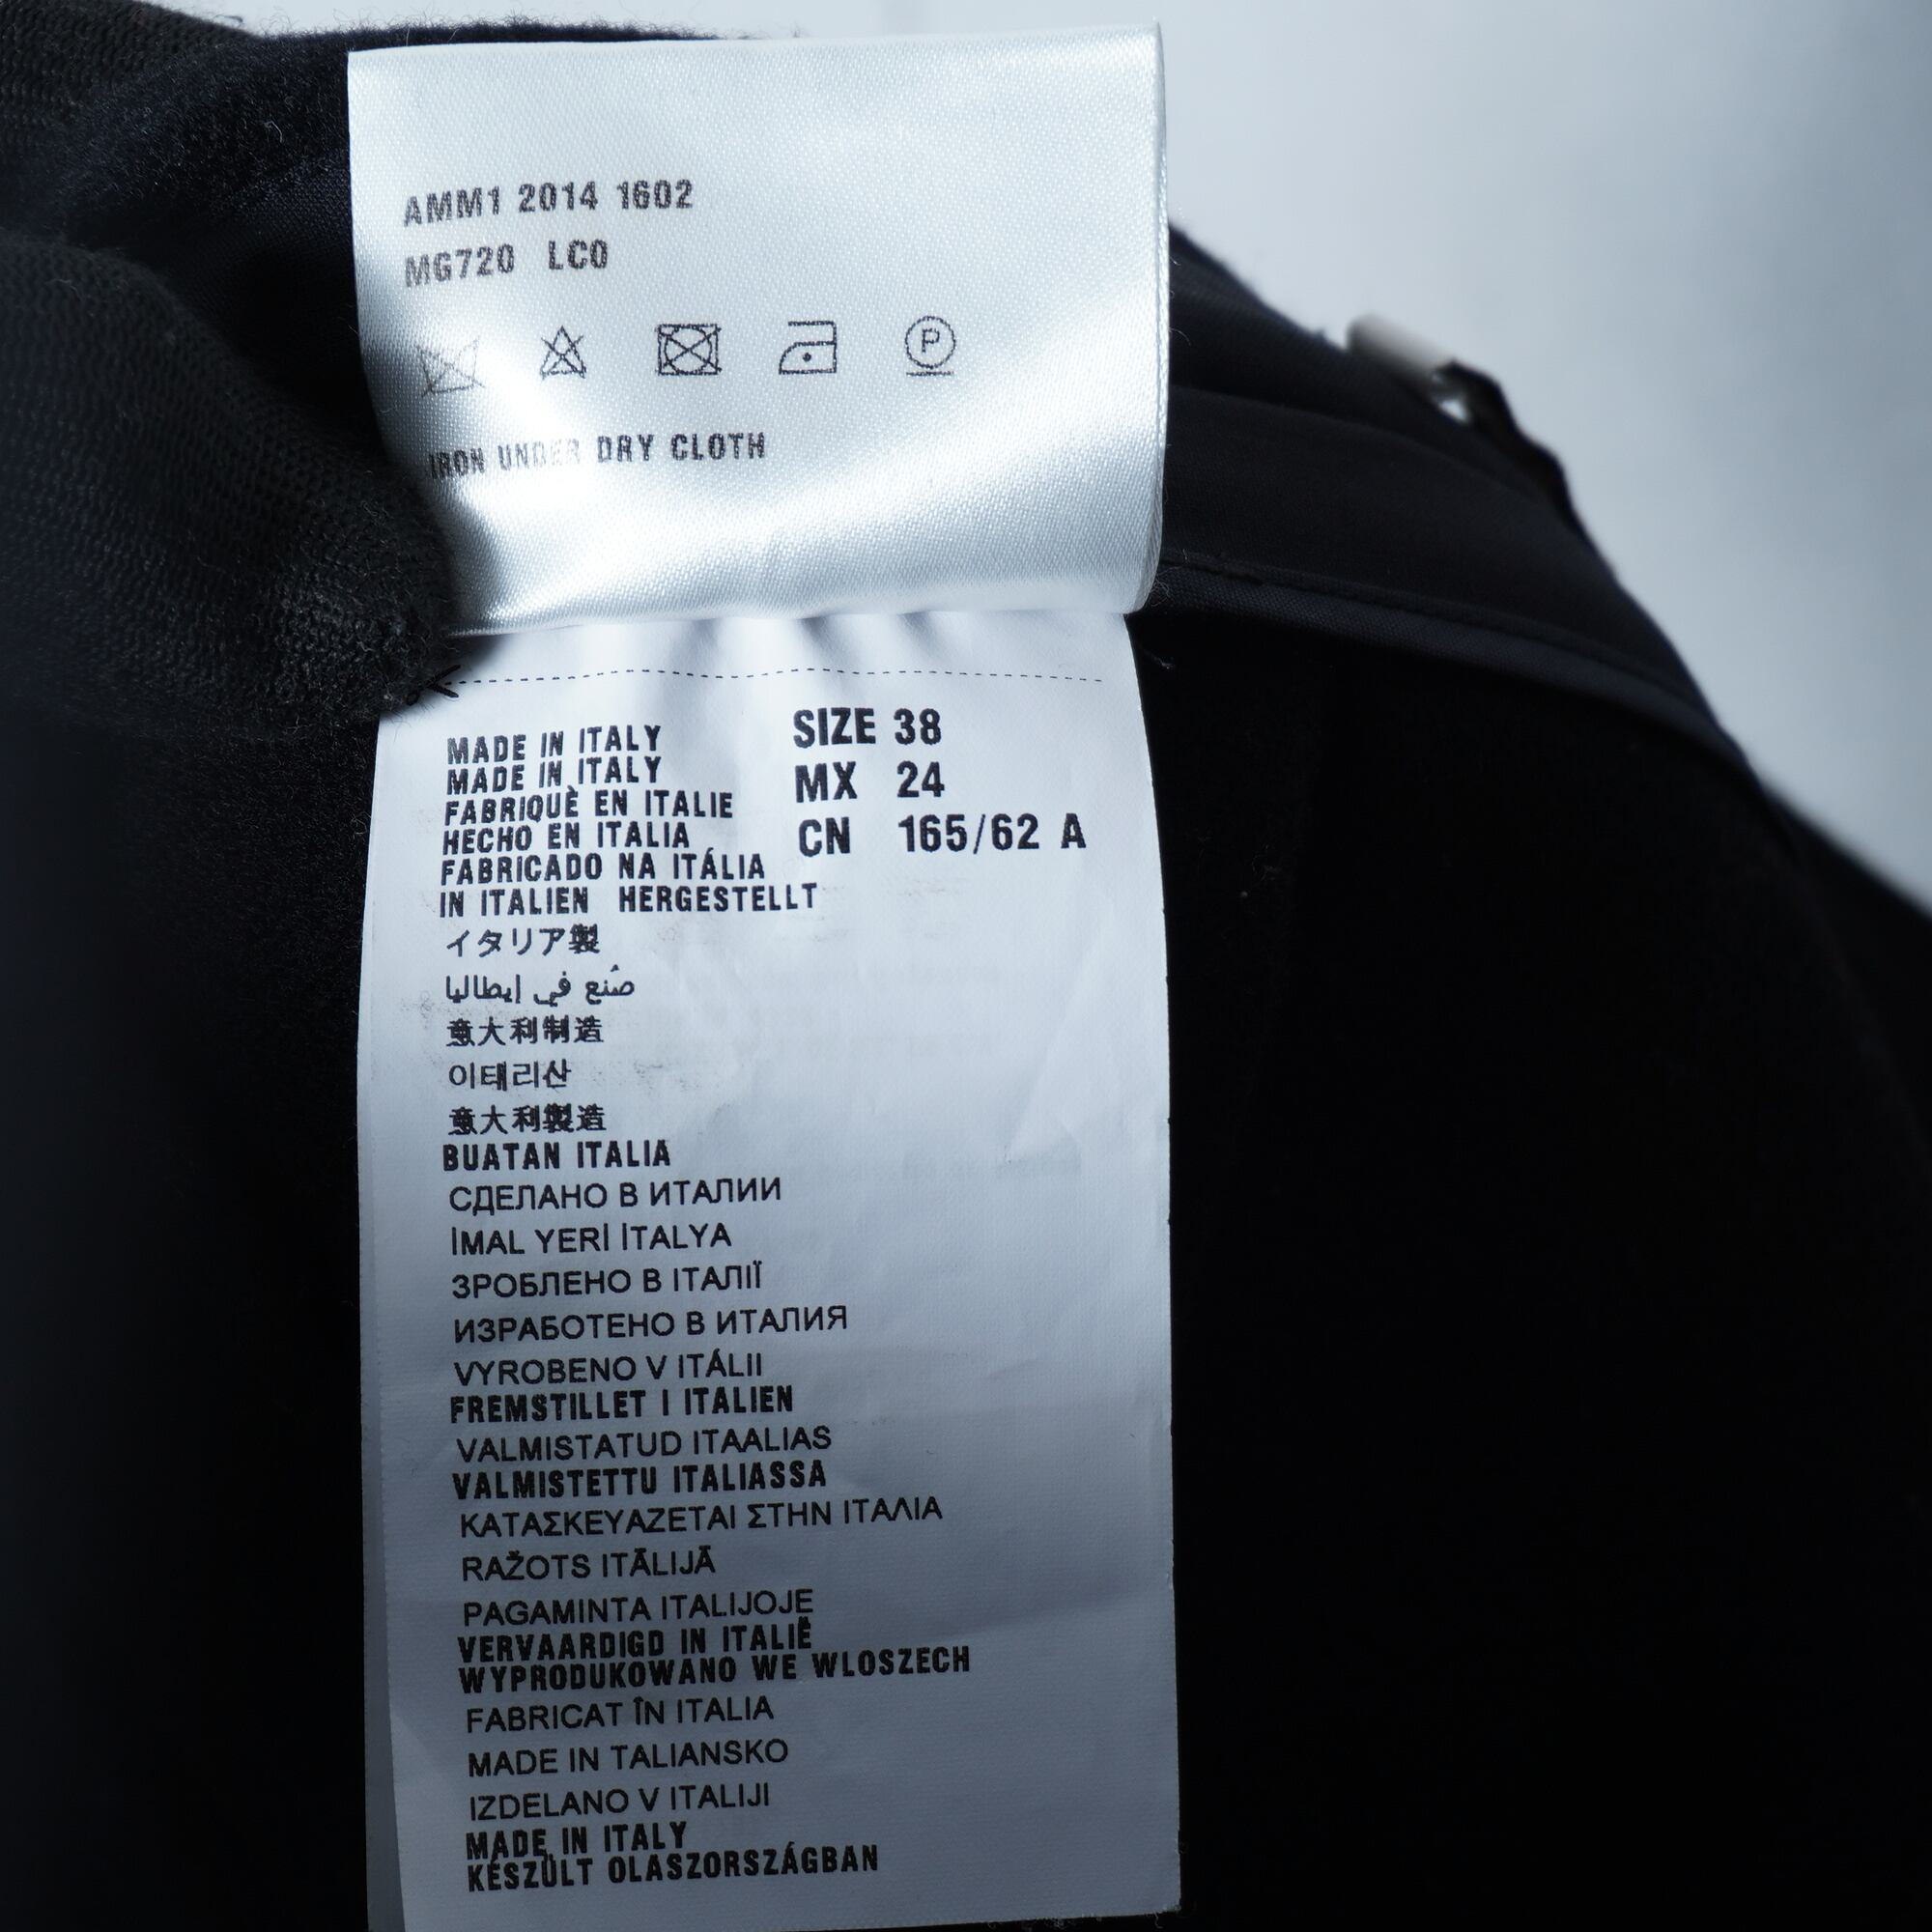 AMM1 2014 1602
MG720 LC0
P
IRON UNDER DRY CLOTH
MADE IN ITALY
MADE IN ITALY
FABRIQUÈ EN ITALIE
HECHO EN ITALIA
FABRICADO NA ITÁLIA
IN ITALIEN HERGESTELLT
SIZE 38
MX 24
CN 165/62 A
イタリア製
صُنع في إيطاليا
意大利制造
이태리산
意大利製造
BUATAN ITALIA
СДЕЛАНО В ИТАЛИИ
İMAL YERİ İTALYA
ЗРОБЛЕНО В ІТАЛІЇ
ИЗРАБОТЕНО В ИТАЛИЯ
VYROBENO V ITÁLII
FREMSTILLET I ITALIEN
VALMISTATUD ITAALIAS
VALMISTETTU ITALIASSA
ΚΑΤΑΣΚΕΥΑΖΕΤΑΙ ΣΤΗΝ ΙΤΑΛΙΑ
RAŽOTS ITĀLIJĀ
PAGAMINTA ITALIJOJE
VERVAARDIGD IN ITALIË
WYPRODUKOWANO WE WLOSZECH
FABRICAT ÎN ITALIA
MADE IN TALIANSKO
IZDELANO V ITALIJI
MADE IN ITALY
KÉSZÜLT OLASZORSZÁGBAN